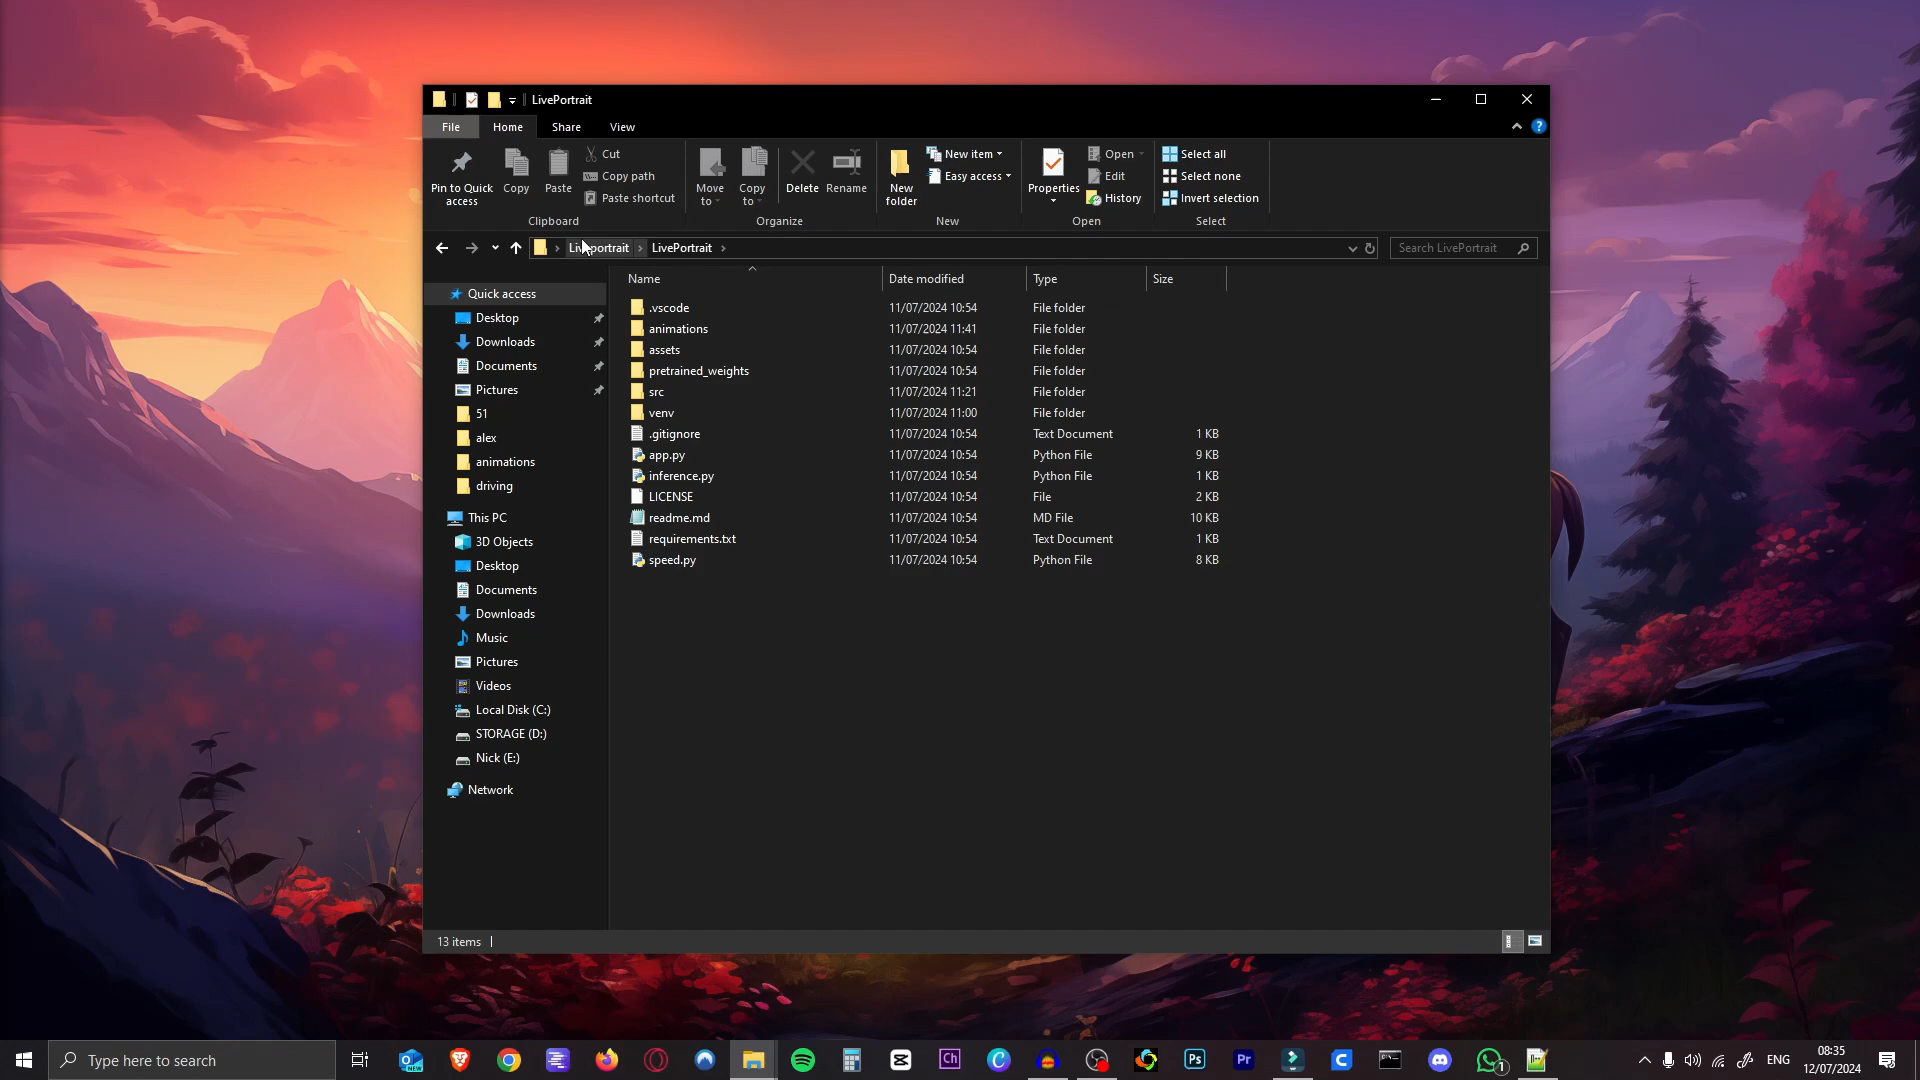 LivePortrait
File Home Share View
Pin to Quick access
Copy
Paste
Cut
Copy path
Paste shortcut
Clipboard
Move to
Copy to
Delete
Rename
Organize
New folder
New item
Easy access
New
Properties
Open
Edit
History
Open
Select all
Select none
Invert selection
Select
LivePortrait
Search LivePortrait
Name Date modified Type Size
Quick access
Desktop
Downloads
Documents
Pictures
51
alex
animations
driving
This PC
3D Objects
Desktop
Documents
Downloads
Music
Pictures
Videos
Local Disk (C:)
STORAGE (D:)
Nick (E:)
Network
.vscode 11/07/2024 10:54 File folder
animations 11/07/2024 11:41 File folder
assets 11/07/2024 10:54 File folder
pretrained_weights 11/07/2024 10:54 File folder
src 11/07/2024 11:21 File folder
venv 11/07/2024 11:00 File folder
.gitignore 11/07/2024 10:54 Text Document 1 KB
app.py 11/07/2024 10:54 Python File 9 KB
inference.py 11/07/2024 10:54 Python File 1 KB
LICENSE 11/07/2024 10:54 File 2 KB
readme.md 11/07/2024 10:54 MD File 10 KB
requirements.txt 11/07/2024 10:54 Text Document 1 KB
speed.py 11/07/2024 10:54 Python File 8 KB
13 items
Type here to search
NEW
Ch
Ps
Pr
1
ENG
08:35
12/07/2024